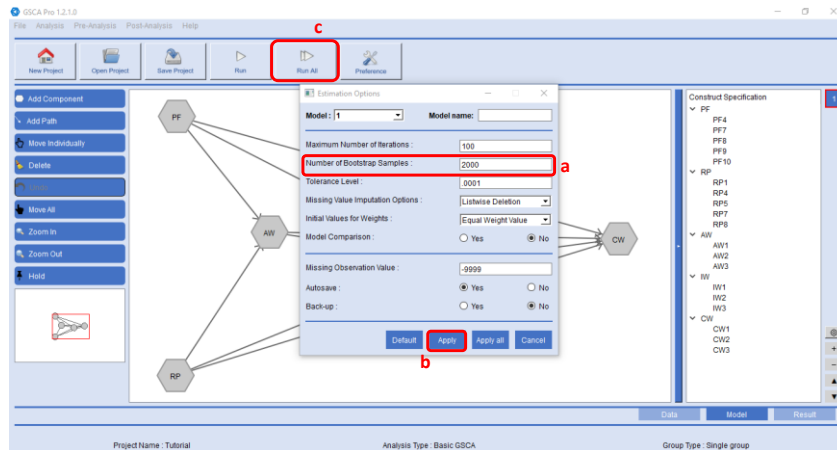 GSCA Pro 1.2.1.0
File Analysis Pre-Analysis Post-Analysis Help
c
New Project Open Project Save Project Run Run All Preference
Add Component
Add Path
Move Individually
Delete
Move All
Zoom In
Zoom Out
Hold
PF
AW
RP
CW
Estimation Options
Model : 1 Model name:
Maximum Number of Iterations : 100
Number of Bootstrap Samples : 2000
a
Tolerance Level : .0001
Missing Value Imputation Options : Listwise Deletion
Initial Values for Weights : Equal Weight Value
Model Comparison : Yes No
Missing Observation Value : -9999
Autosave : Yes No
Back-up : Yes No
Default Apply Apply all Cancel
b
Construct Specification
PF
PF4
PF7
PF8
PF9
PF10
RP
RP1
RP4
RP5
RP7
RP8
AW
AW1
AW2
AW3
IW
IW1
IW2
IW3
CW
CW1
CW2
CW3
1
Data Model Result
Project Name : Tutorial Analysis Type : Basic GSCA Group Type : Single group